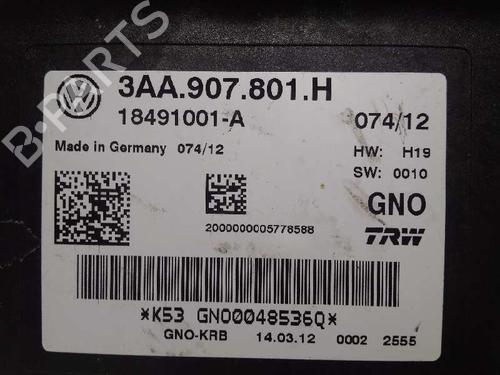 B-PARTS
3AA.907.801.H
18491001-A 074/12
Made in Germany 074/12 HW: H19
SW: 0010
GNO
2000000005778588
TRW
*K53 GNO00048536Q*
GNO-KRB 14.03.12 0002 2555